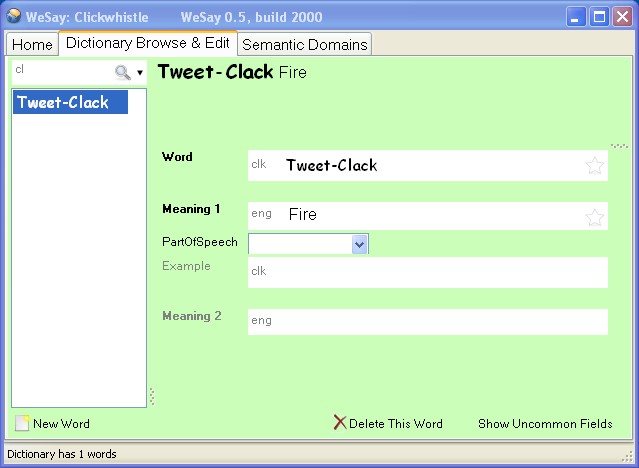 WeSay: Clickwhistle WeSay 0.5, build 2000
Home Dictionary Browse & Edit Semantic Domains
cl
Tweet-Clack Fire
Tweet-Clack
Word clk Tweet-Clack
Meaning 1 eng Fire
PartOfSpeech
Example clk
Meaning 2 eng
New Word Delete This Word Show Uncommon Fields
Dictionary has 1 words